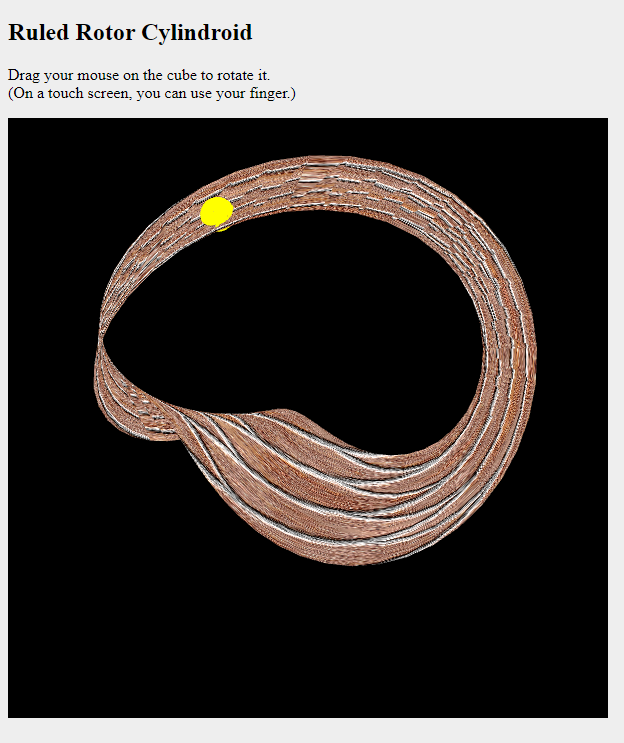 Ruled Rotor Cylindroid
Drag your mouse on the cube to rotate it.
(On a touch screen, you can use your finger.)